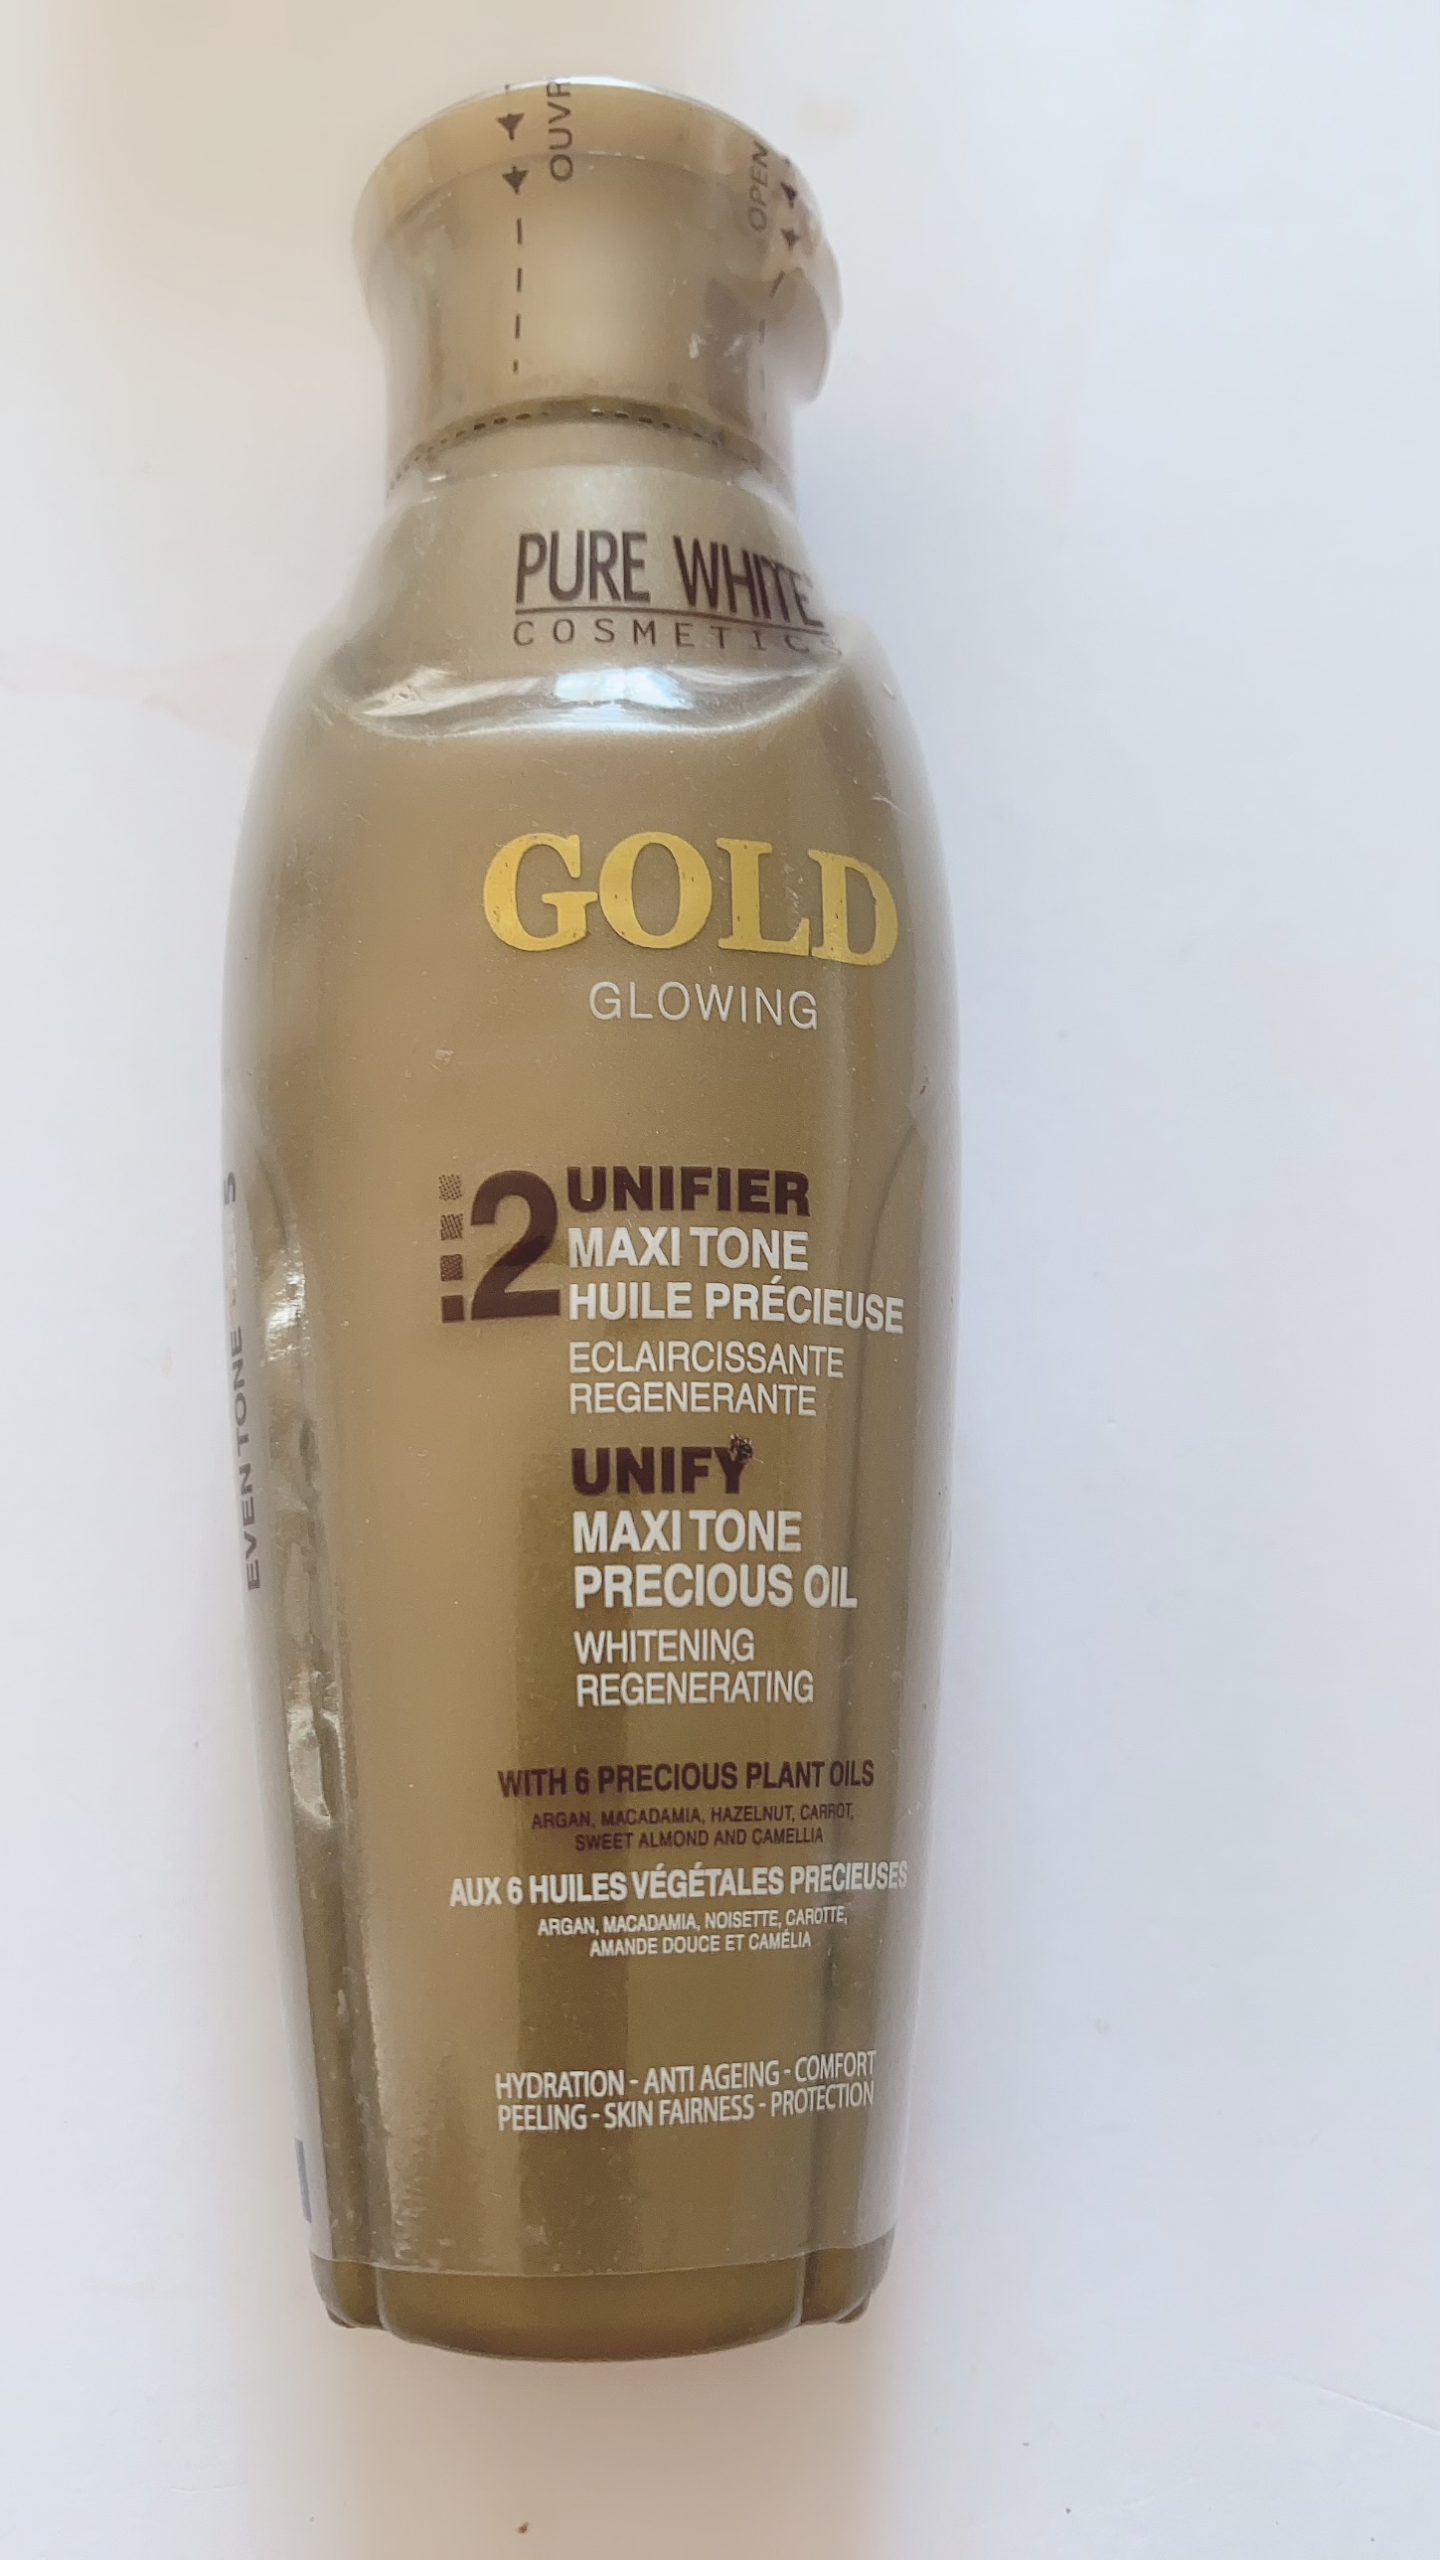 OPEN
PURE WHITE
COSMETICS
GOLD
GLOWING
2 UNIFIER
MAXI TONE
HUILE PRÉCIEUSE
ECLAIRCISSANTE
REGENERANTE
UNIFY
MAXI TONE
PRECIOUS OIL
WHITENING
REGENERATING
WITH 6 PRECIOUS PLANT OILS
ARGAN, MACADAMIA, HAZELNUT, CARROT,
SWEET ALMOND AND CAMELLIA
AUX 6 HUILES VÉGÉTALES PRECIEUSES
ARGAN, MACADAMIA, NOISETTE, CAROTTE,
AMANDE DOUCE ET CAMÉLIA
HYDRATION - ANTI AGEING - COMFORT
PEELING - SKIN FAIRNESS - PROTECTION
EVEN TONE